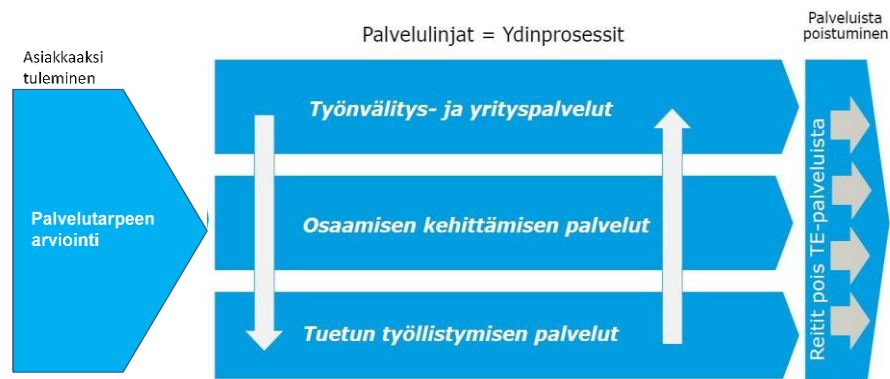 Asiakkaaksi
tuleminen
Palvelutarpeen
arviointi
Palvelulinjat = Ydinprosessit
Työnvälitys- ja yrityspalvelut
Osaamisen kehittämisen palvelut
Tuetun työllistymisen palvelut
Palveluista
poistuminen
Reitit pois TE-palveluista